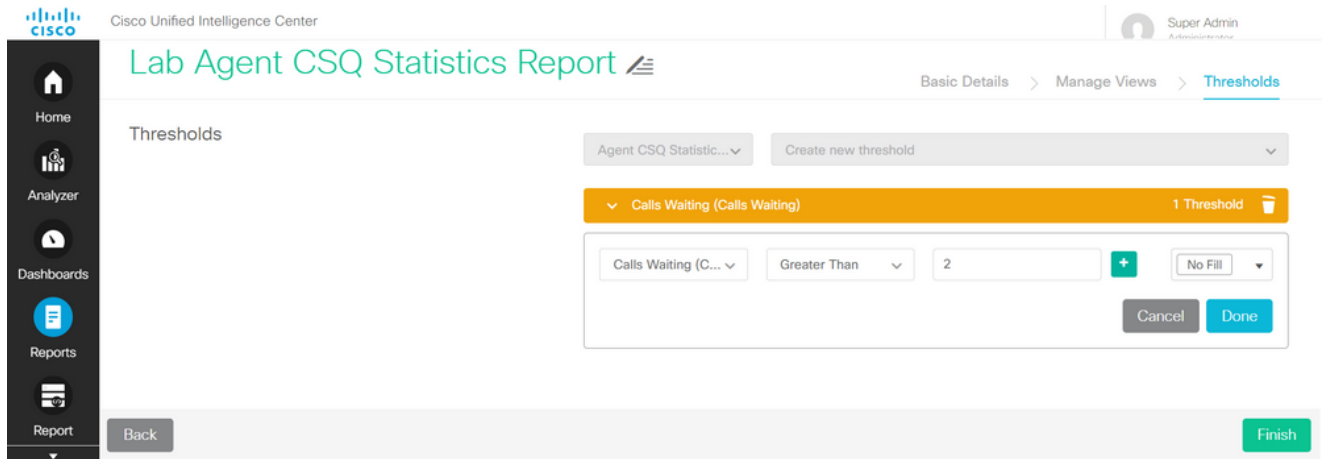 CISCO
Cisco Unified Intelligence Center
Super Admin
Administrator
Lab Agent CSQ Statistics Report
Basic Details > Manage Views > Thresholds
Home
Analyzer
Dashboards
Reports
Report
Thresholds
Agent CSQ Statistic...
Create new threshold
Calls Waiting (Calls Waiting)
1 Threshold
Calls Waiting (C...
Greater Than
2
+
No Fill
Cancel
Done
Back
Finish